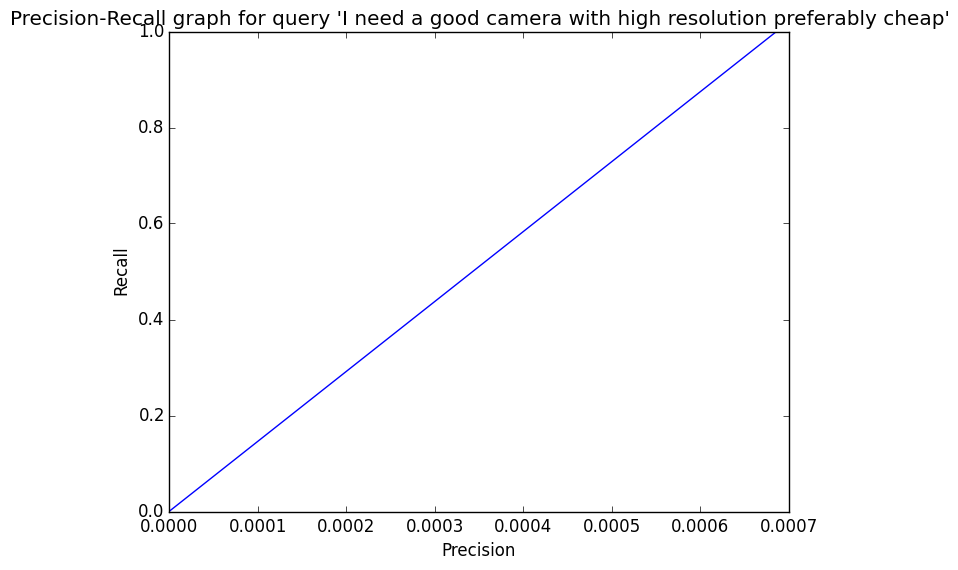 Precision-Recall graph for query 'I need a good camera with high resolution preferably cheap'
1.0
0.8
0.6
0.4
0.2
0.0
Recall
0.0000 0.0001 0.0002 0.0003 0.0004 0.0005 0.0006 0.0007
Precision